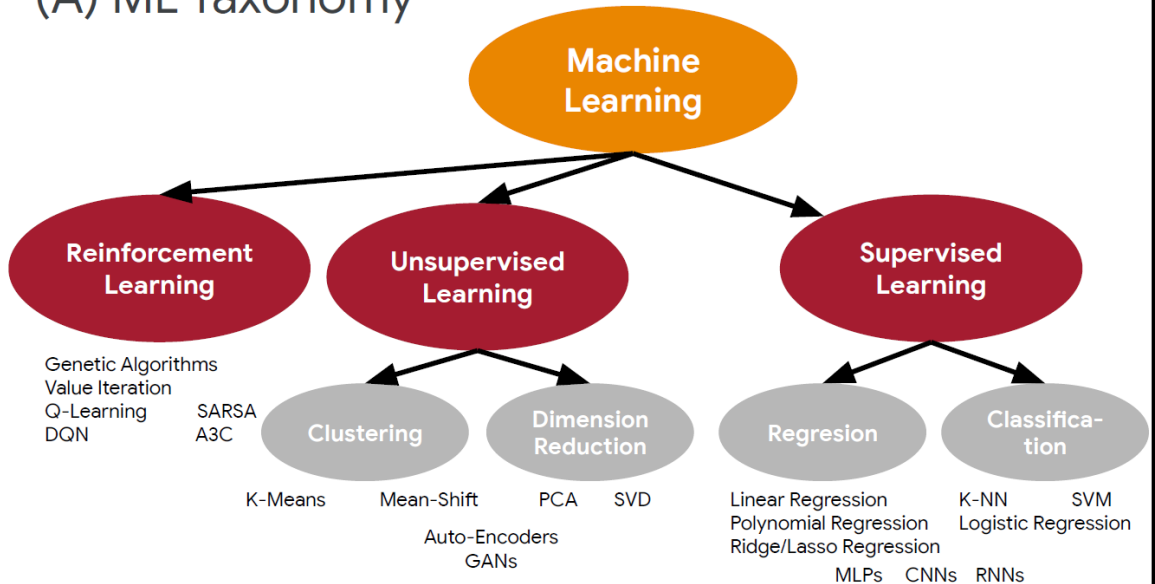 (A) ML Taxonomy
Machine
Learning
Reinforcement
Learning
Unsupervised
Learning
Supervised
Learning
Genetic Algorithms
Value Iteration
Q-Learning SARSA
DQN A3C
Clustering
Dimension
Reduction
Regresion
Classifica-
tion
K-Means Mean-Shift
PCA SVD
Auto-Encoders
GANs
Linear Regression
Polynomial Regression
Ridge/Lasso Regression
K-NN SVM
Logistic Regression
MLPs CNNs RNNs